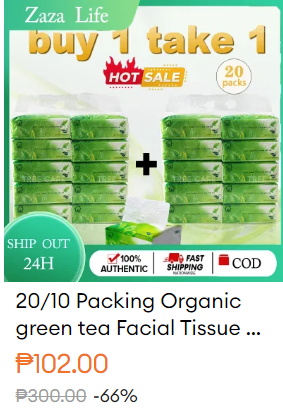 Zaza Life
buy 1 take 1
HOT SALE
20
packs
+
SHIP OUT
24H
100%
AUTHENTIC
FAST
SHIPPING
NATIONWIDE
COD
20/10 Packing Organic
green tea Facial Tissue ...
₱102.00
₱300.00 -66%